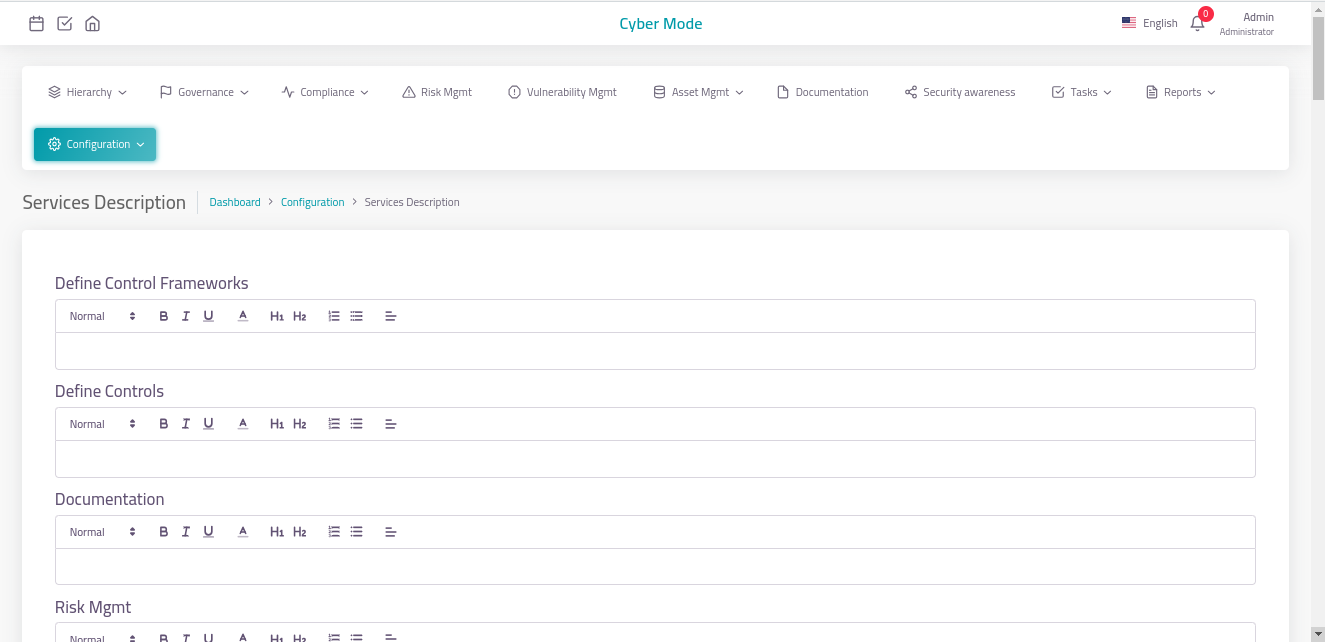 Cyber Mode
English
0
Admin
Administrator
Hierarchy
Governance
Compliance
Risk Mgmt
Vulnerability Mgmt
Asset Mgmt
Documentation
Security awareness
Tasks
Reports
Configuration
Services Description
Dashboard > Configuration > Services Description
Define Control Frameworks
Normal B I U A H1 H2
Define Controls
Normal B I U A H1 H2
Documentation
Normal B I U A H1 H2
Risk Mgmt
Normal B I U A H1 H2